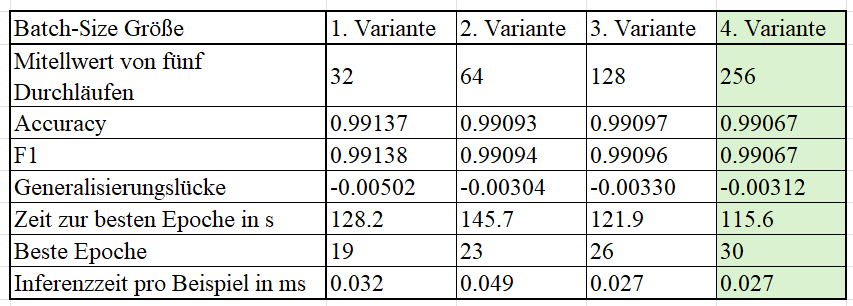 Batch-Size Größe 1. Variante 2. Variante 3. Variante 4. Variante
Mitellwert von fünf
Durchläufen 32 64 128 256
Accuracy 0.99137 0.99093 0.99097 0.99067
F1 0.99138 0.99094 0.99096 0.99067
Generalisierungslücke -0.00502 -0.00304 -0.00330 -0.00312
Zeit zur besten Epoche in s 128.2 145.7 121.9 115.6
Beste Epoche 19 23 26 30
Inferenzzeit pro Beispiel in ms 0.032 0.049 0.027 0.027